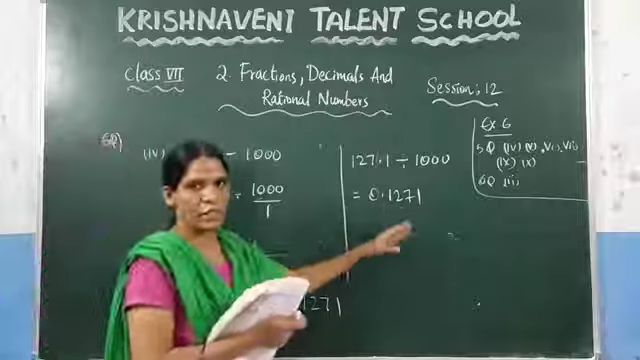 KRISHNAVENI TALENT SCHOOL
Class VII
2. Fractions, Decimals And
Rational Numbers
Session: 12
(iv) ÷ 1000
÷ 1000
1
1271
127.1 ÷ 1000
= 0.1271
Ex 6
5Q (iv) (v), vi), vii)
(ix) (x)
6Q (ii)